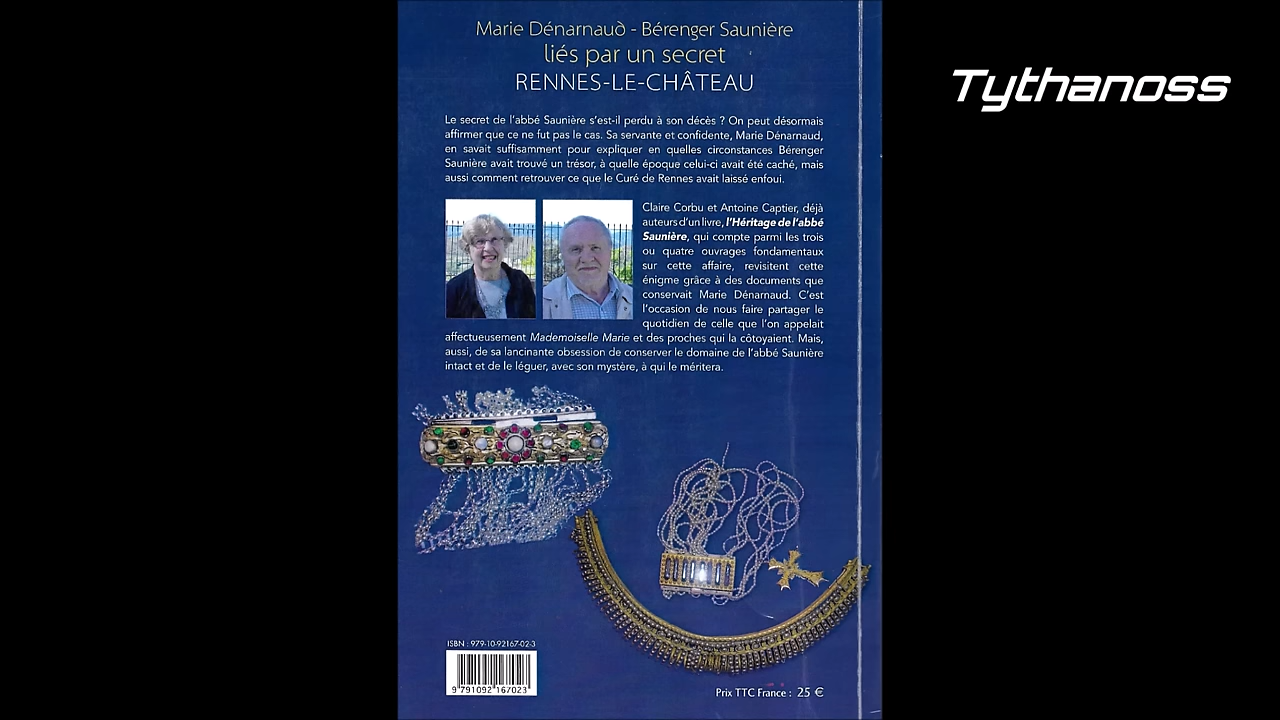 Marie Dénarnaud - Bérenger Saunière
liés par un secret
RENNES-LE-CHÂTEAU
Tythanoss
Le secret de l'abbé Saunière s'est-il perdu à son décès ? On peut désormais
affirmer que ce ne fut pas le cas. Sa servante et confidente, Marie Dénarnaud,
en savait suffisamment pour expliquer en quelles circonstances Bérenger
Saunière avait trouvé un trésor, à quelle époque celui-ci avait été caché, mais
aussi comment retrouver ce que le Curé de Rennes avait laissé enfoui.
Claire Corbu et Antoine Captier, déjà
auteurs d'un livre, l'Héritage de l'abbé
Saunière, qui compte parmi les trois
ou quatre ouvrages fondamentaux
sur cette affaire, revisitent cette
énigme grâce à des documents que
conservait Marie Dénarnaud. C'est
l'occasion de nous faire partager le
quotidien de celle que l'on appelait
affectueusement Mademoiselle Marie et des proches qui la côtoyaient. Mais,
aussi, de sa lancinante obsession de conserver le domaine de l'abbé Saunière
intact et de le léguer, avec son mystère, à qui le méritera.
ISBN : 979-10-92167-02-3
9 791092 167023
Prix TTC France : 25 €